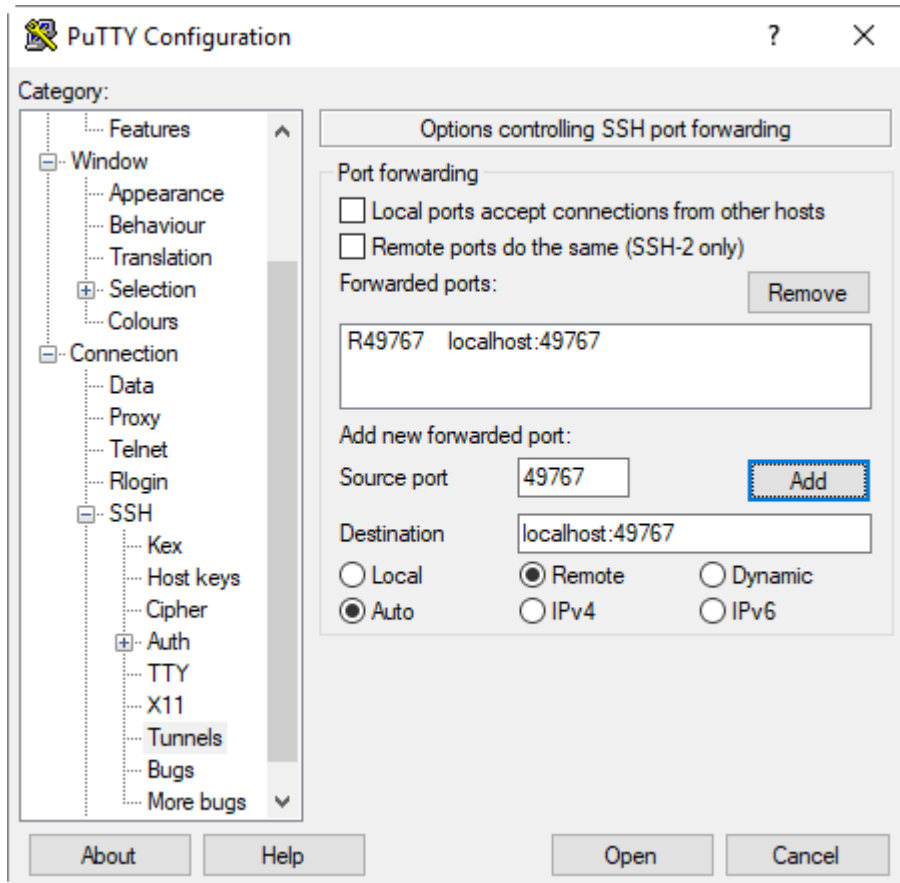 PuTTY Configuration
?
Category:
Features
Window
Appearance
Behaviour
Translation
Selection
Colours
Connection
Data
Proxy
Telnet
Rlogin
SSH
Kex
Host keys
Cipher
Auth
TTY
X11
Tunnels
Bugs
More bugs
Options controlling SSH port forwarding
Port forwarding
Local ports accept connections from other hosts
Remote ports do the same (SSH-2 only)
Forwarded ports:
Remove
R49767 localhost:49767
Add new forwarded port:
Source port 49767 Add
Destination localhost:49767
Local Remote Dynamic
Auto IPv4 IPv6
About Help Open Cancel